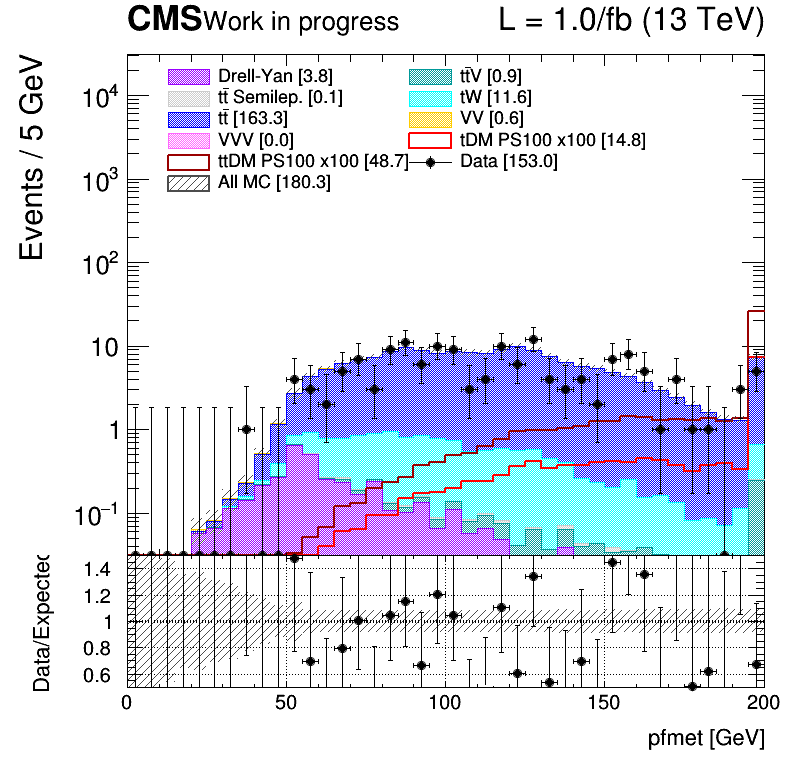 CMS Work in progress L = 1.0/fb (13 TeV)
Events / 5 GeV
Drell-Yan [3.8] tt̄V [0.9]
tt̄ Semilep. [0.1] tW [11.6]
tt̄ [163.3] VV [0.6]
VVV [0.0] tDM PS100 x100 [14.8]
ttDM PS100 x100 [48.7] Data [153.0]
All MC [180.3]
10⁴
10³
10²
10
1
10⁻¹
Data/Expected
1.4
1.2
1
0.8
0.6
0 50 100 150 200
pfmet [GeV]